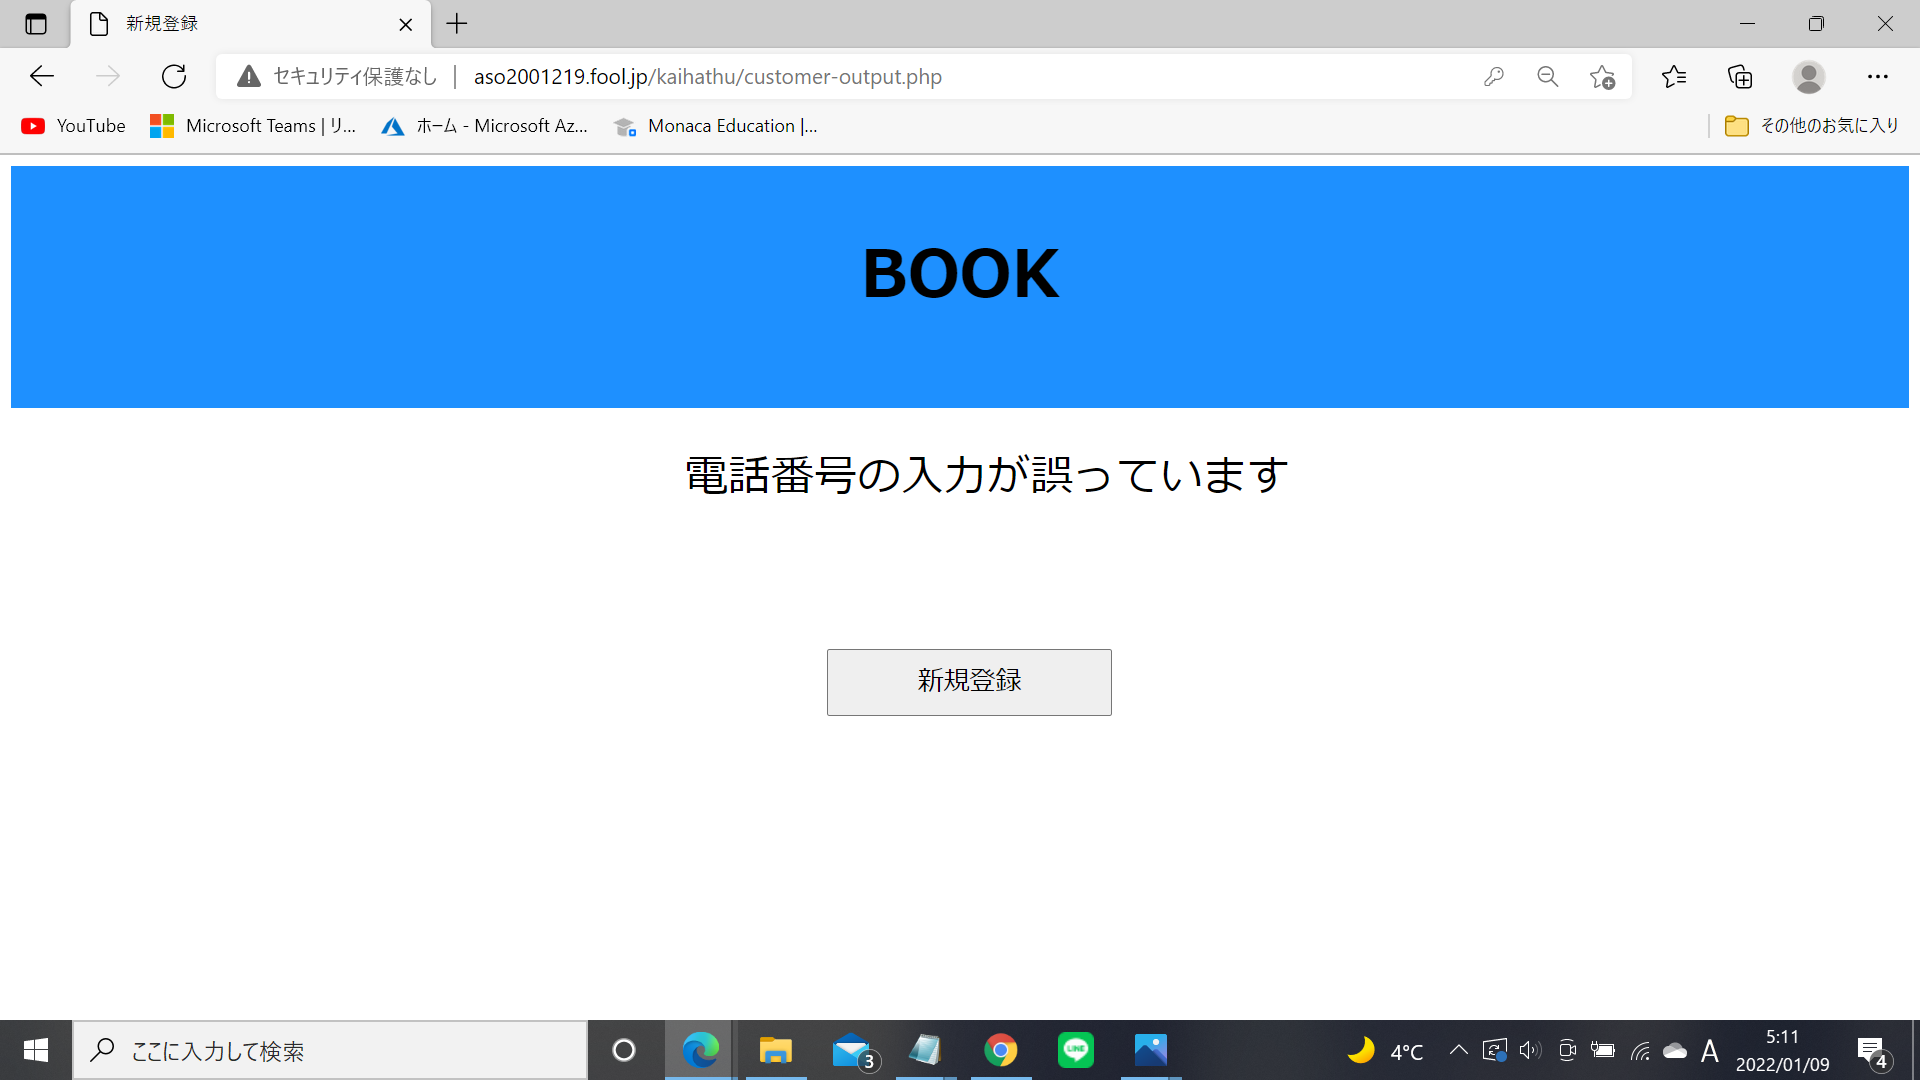 新規登録
セキュリティ保護なし | aso2001219.fool.jp/kaihathu/customer-output.php
YouTube Microsoft Teams | リ... ホーム - Microsoft Az... Monaca Education |... その他のお気に入り
BOOK
電話番号の入力が誤っています
新規登録
ここに入力して検索 3 LINE 4°C A 5:11 4
2022/01/09